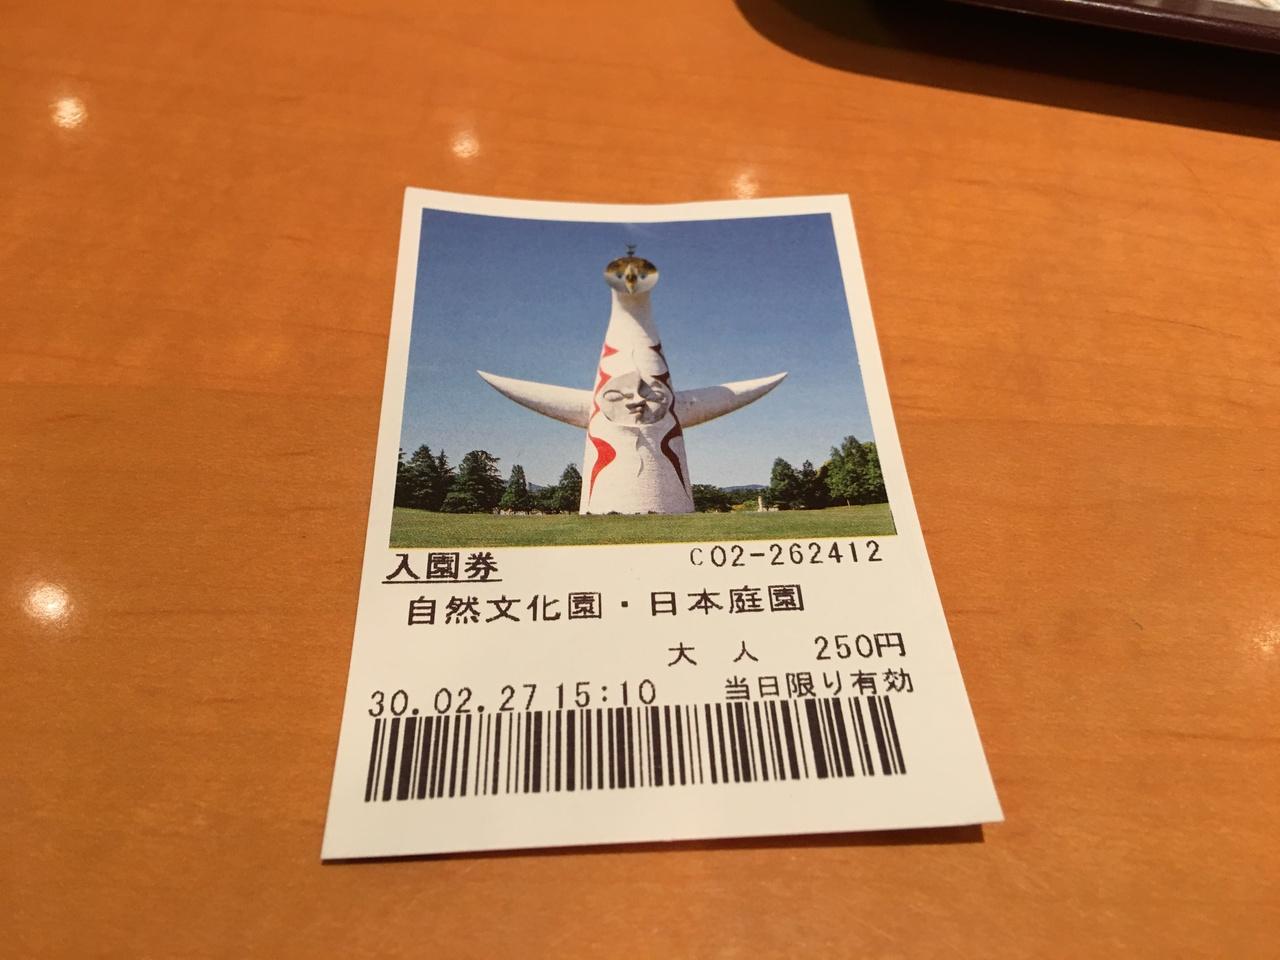 入園券 C02-262412
自然文化園・日本庭園
大人 250円
30.02.27 15:10 当日限り有効